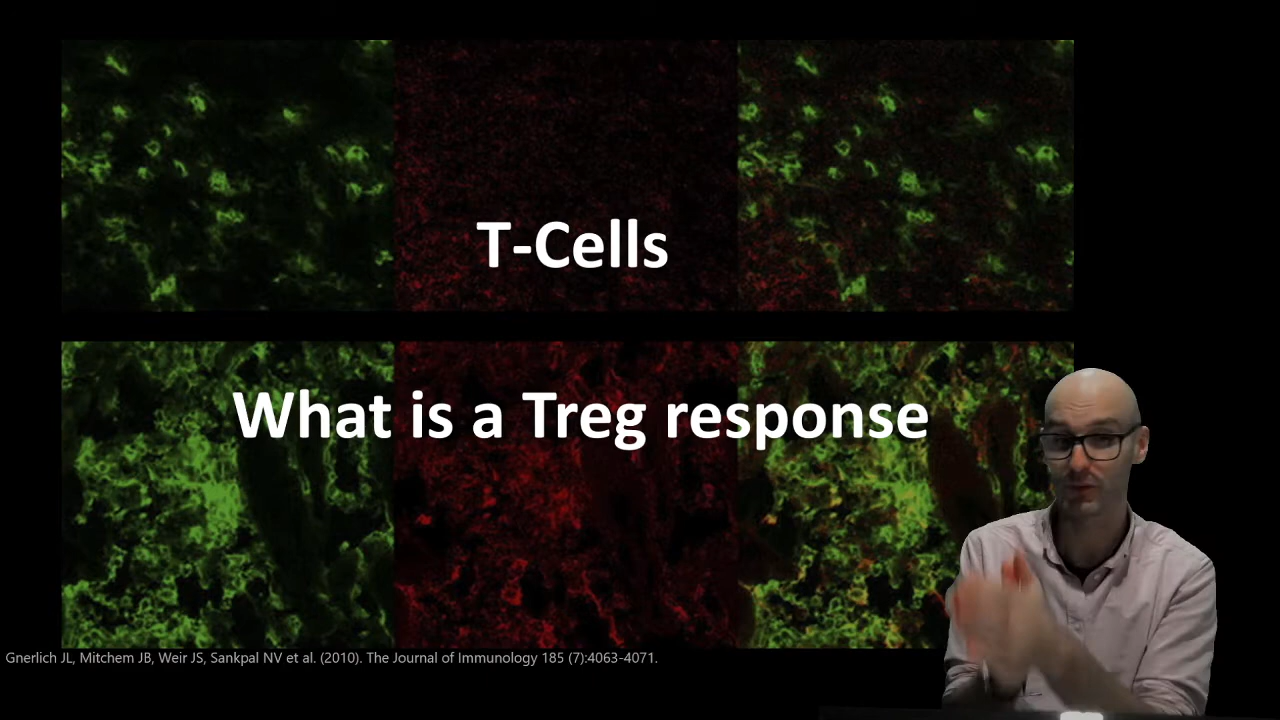 T-Cells
What is a Treg response
Gnerlich JL, Mitchem JB, Weir JS, Sankpal NV et al. (2010). The Journal of Immunology 185 (7):4063-4071.